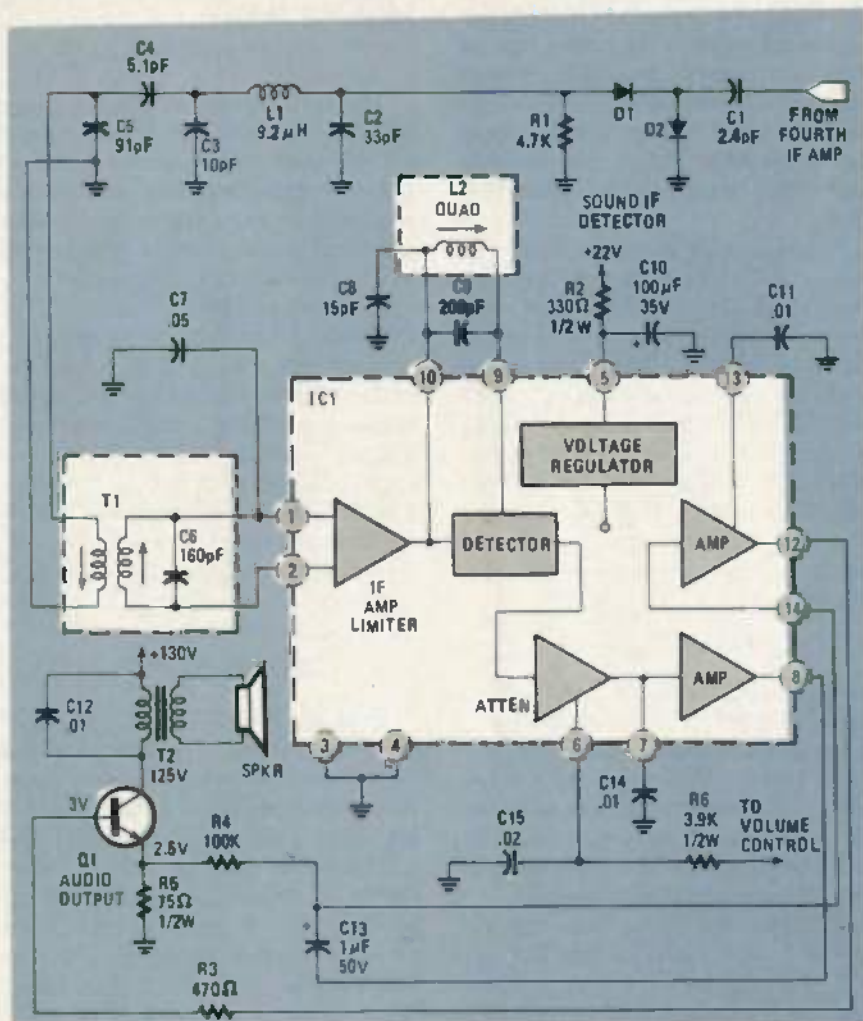 C4
5.1pF
C5
91pF
C3
10pF
L1
9.2µH
C2
33pF
R1
4.7K
D1
D2
C1
2.4pF
FROM
FOURTH
IF AMP
L2
QUAD
SOUND IF
DETECTOR
+22V
R2
330Ω
1/2W
C10
100µF
35V
+
C11
.01
C8
15pF
C9
200pF
C7
.05
10
9
5
13
IC1
VOLTAGE
REGULATOR
T1
C6
160pF
1
2
IF
AMP
LIMITER
DETECTOR
AMP
12
14
ATTEN
AMP
8
+130V
C12
.01
T2
125V
SPKR
3
4
6
7
C14
.01
3V
Q1
AUDIO
OUTPUT
2.6V
R4
100K
C15
.02
R6
3.9K
1/2W
TO
VOLUME
CONTROL
R5
75Ω
1/2W
+
C13
1µF
50V
R3
470Ω